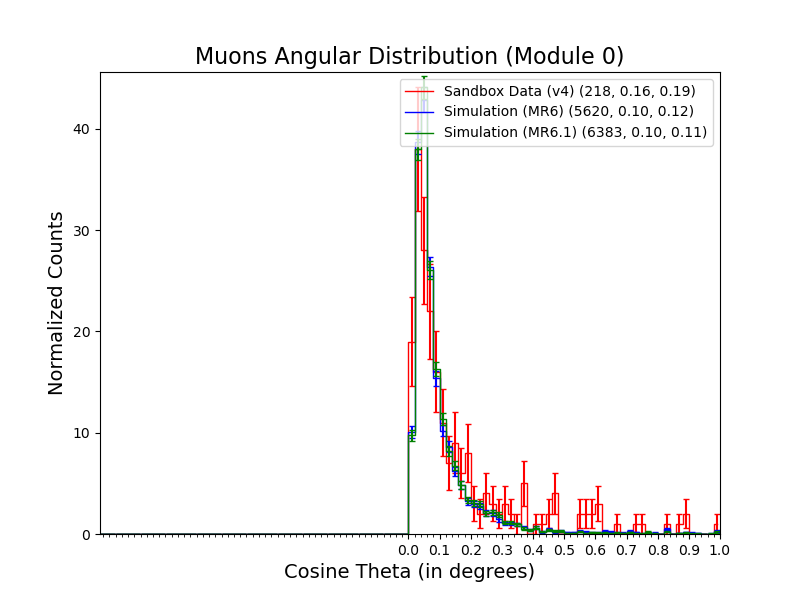 Muons Angular Distribution (Module 0)
Sandbox Data (v4) (218, 0.16, 0.19)
Simulation (MR6) (5620, 0.10, 0.12)
Simulation (MR6.1) (6383, 0.10, 0.11)
Normalized Counts
40
30
20
10
0
0.0 0.1 0.2 0.3 0.4 0.5 0.6 0.7 0.8 0.9 1.0
Cosine Theta (in degrees)